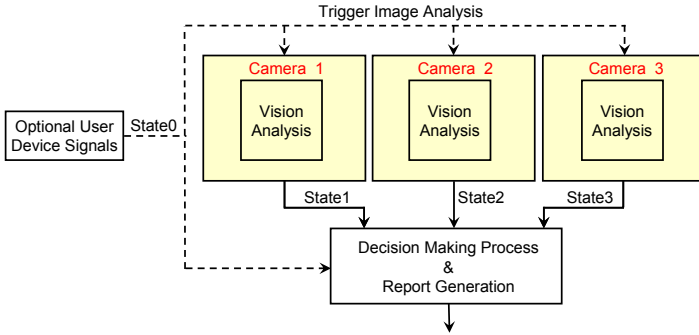 Trigger Image Analysis
Camera 1
Camera 2
Camera 3
Vision
Analysis
Vision
Analysis
Vision
Analysis
Optional User
Device Signals
State0
State1
State2
State3
Decision Making Process
&
Report Generation